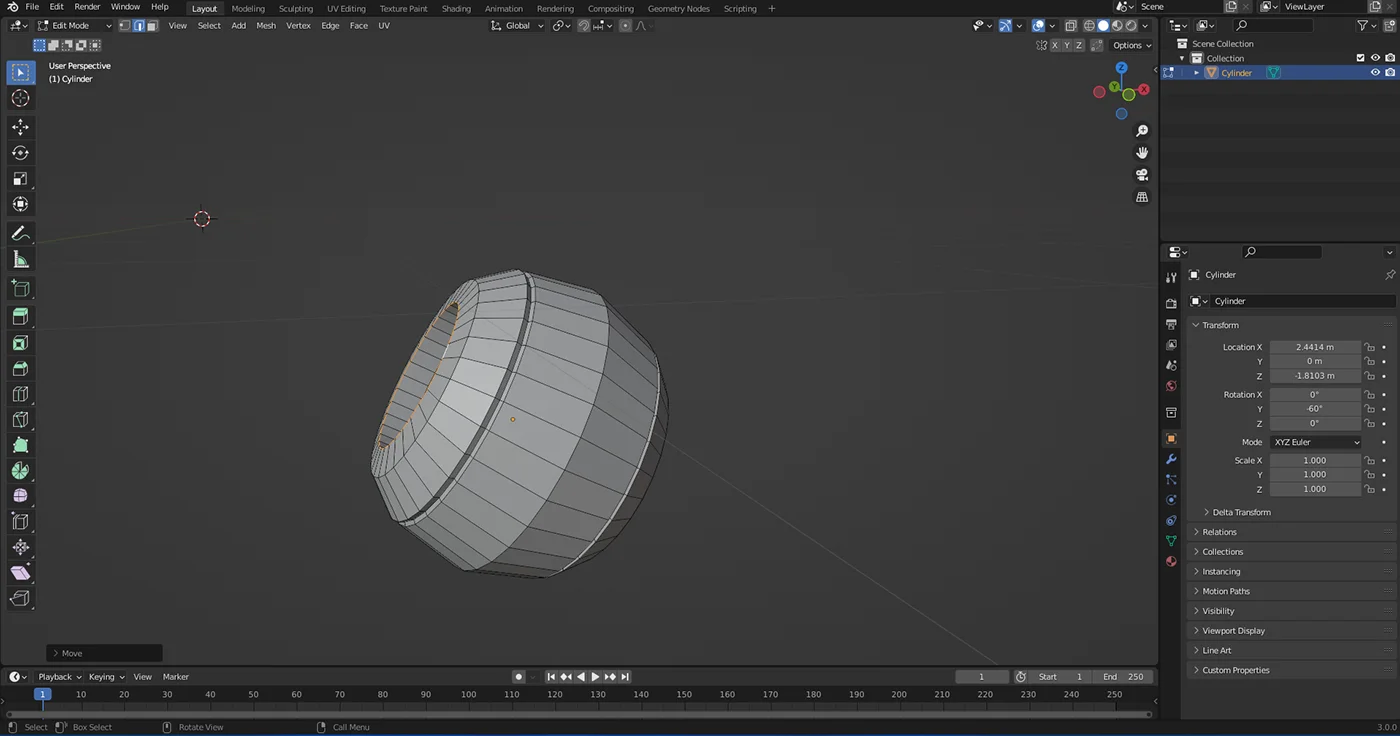 File Edit Render Window Help Layout Modeling Sculpting UV Editing Texture Paint Shading Animation Rendering Compositing Geometry Nodes Scripting + Scene ViewLayer
Edit Mode View Select Add Mesh Vertex Edge Face UV Global
X Y Z Options
User Perspective
(1) Cylinder
Z
Y X
Move
Scene Collection
Collection
Cylinder
Cylinder
Cylinder
Transform
Location X 2.4414 m
Y 0 m
Z -1.8103 m
Rotation X 0°
Y -60°
Z 0°
Mode XYZ Euler
Scale X 1.000
Y 1.000
Z 1.000
Delta Transform
Relations
Collections
Instancing
Motion Paths
Visibility
Viewport Display
Line Art
Custom Properties
Playback Keying View Marker 1 Start 1 End 250
1 10 20 30 40 50 60 70 80 90 100 110 120 130 140 150 160 170 180 190 200 210 220 230 240 250
Select Box Select Rotate View Call Menu 3.0.0